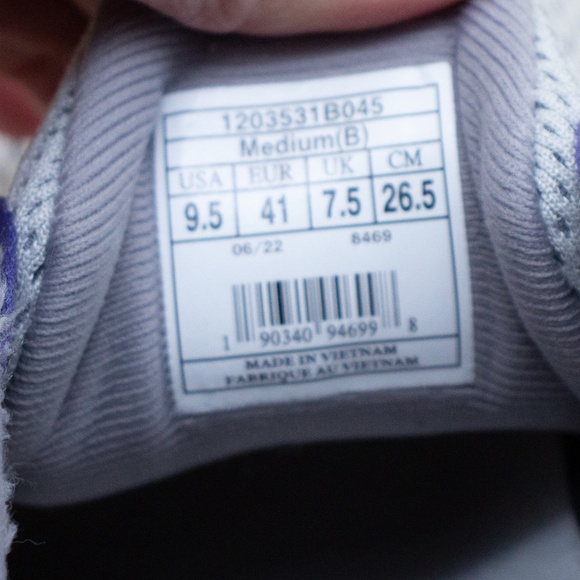 1203531B045
Medium(B)
USA EUR UK CM
9.5 41 7.5 26.5
06/22 8469
1 90340 94699 8
MADE IN VIETNAM
FABRIQUE AU VIETNAM